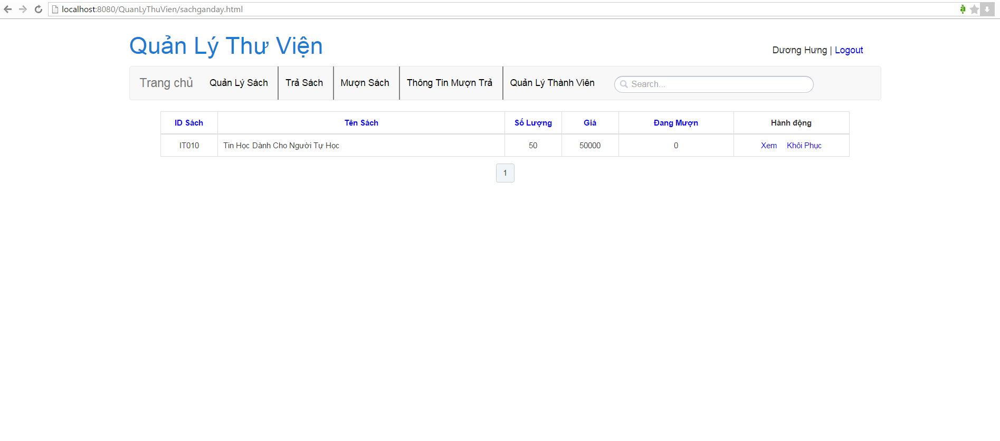 localhost:8080/QuanLyThuVien/sachganday.html
Quản Lý Thư Viện
Dương Hưng | Logout
Trang chủ Quản Lý Sách Trả Sách Mượn Sách Thông Tin Mượn Trả Quản Lý Thành Viên Search...
ID Sách Tên Sách Số Lượng Giá Đang Mượn Hành động
IT010 Tin Học Dành Cho Người Tự Học 50 50000 0 Xem Khôi Phục
1